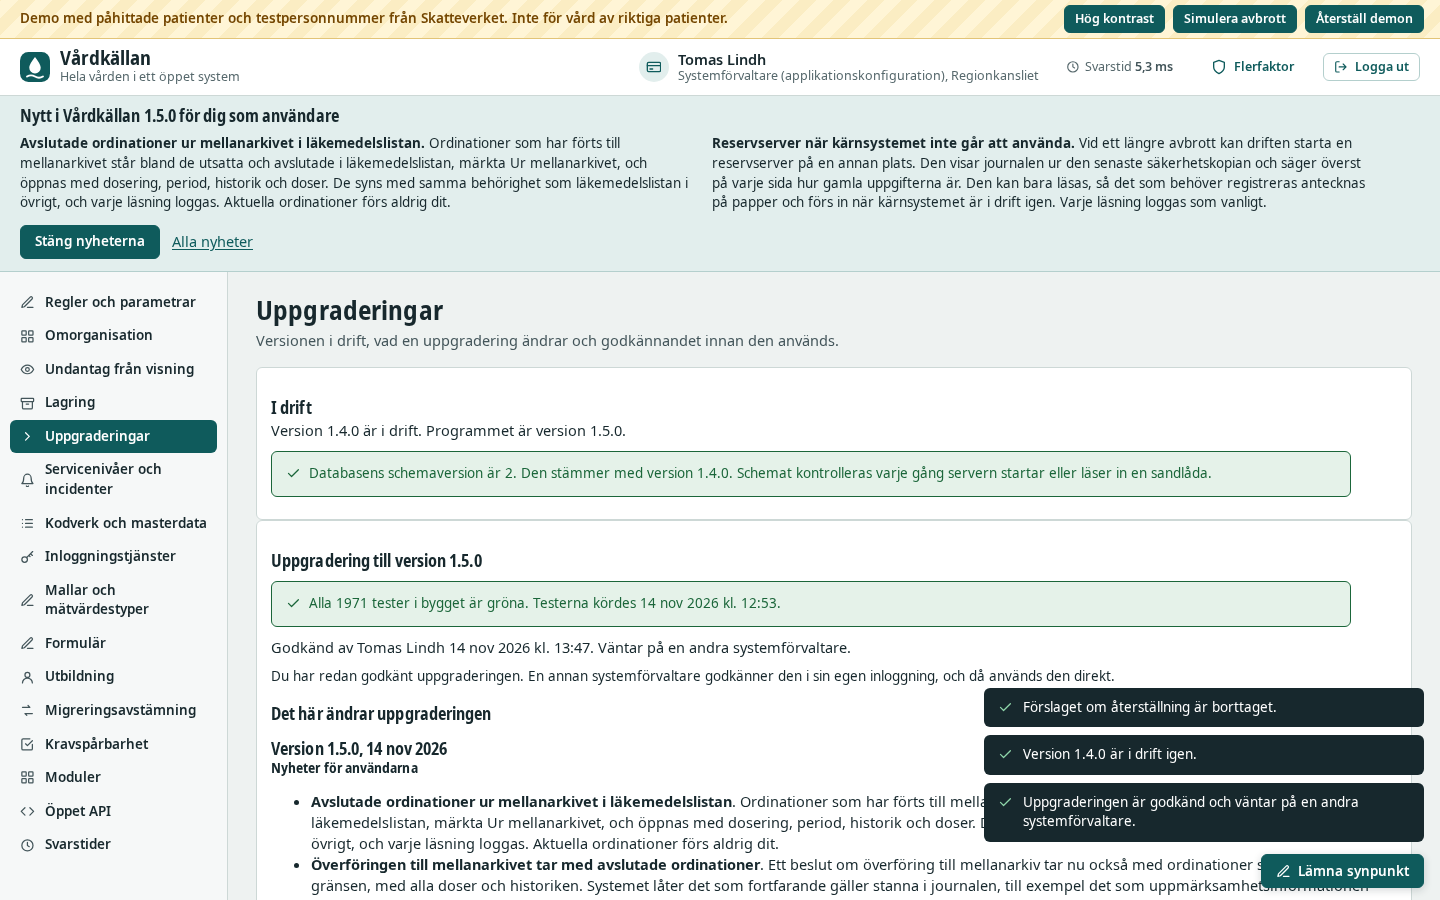 Demo med påhittade patienter och testpersonnummer från Skatteverket. Inte för vård av riktiga patienter.
Hög kontrast
Simulera avbrott
Återställ demon
Vårdkällan
Hela vården i ett öppet system
Tomas Lindh
Systemförvaltare (applikationskonfiguration), Regionkansliet
Svarstid 5,3 ms
Flerfaktor
Logga ut
Nytt i Vårdkällan 1.5.0 för dig som användare
Avslutade ordinationer ur mellanarkivet i läkemedelslistan. Ordinationer som har förts till
mellanarkivet står bland de utsatta och avslutade i läkemedelslistan, märkta Ur mellanarkivet, och
öppnas med dosering, period, historik och doser. De syns med samma behörighet som läkemedelslistan i
övrigt, och varje läsning loggas. Aktuella ordinationer förs aldrig dit.
Reservserver när kärnsystemet inte går att använda. Vid ett längre avbrott kan driften starta en
reservserver på en annan plats. Den visar journalen ur den senaste säkerhetskopian och säger överst
på varje sida hur gamla uppgifterna är. Den kan bara läsas, så det som behöver registreras antecknas
på papper och förs in när kärnsystemet är i drift igen. Varje läsning loggas som vanligt.
Stäng nyheterna
Alla nyheter
Regler och parametrar
Omorganisation
Undantag från visning
Lagring
Uppgraderingar
Servicenivåer och
incidenter
Kodverk och masterdata
Inloggningstjänster
Mallar och
mätvärdestyper
Formulär
Utbildning
Migreringsavstämning
Kravspårbarhet
Moduler
Öppet API
Svarstider
Uppgraderingar
Versionen i drift, vad en uppgradering ändrar och godkännandet innan den används.
I drift
Version 1.4.0 är i drift. Programmet är version 1.5.0.
Databasens schemaversion är 2. Den stämmer med version 1.4.0. Schemat kontrolleras varje gång servern startar eller läser in en sandlåda.
Uppgradering till version 1.5.0
Alla 1971 tester i bygget är gröna. Testerna kördes 14 nov 2026 kl. 12:53.
Godkänd av Tomas Lindh 14 nov 2026 kl. 13:47. Väntar på en andra systemförvaltare.
Du har redan godkänt uppgraderingen. En annan systemförvaltare godkänner den i sin egen inloggning, och då används den direkt.
Det här ändrar uppgraderingen
Version 1.5.0, 14 nov 2026
Nyheter för användarna
Avslutade ordinationer ur mellanarkivet i läkemedelslistan. Ordinationer som har förts till
läkemedelslistan, märkta Ur mellanarkivet, och öppnas med dosering, period, historik och doser.
övrigt, och varje läsning loggas. Aktuella ordinationer förs aldrig dit.
Överföringen till mellanarkivet tar med avslutade ordinationer. Ett beslut om överföring till mellanarkiv tar nu också med ordinationer
gränsen, med alla doser och historiken. Systemet låter det som fortfarande gäller stanna i journalen, till exempel det som uppmärksamhetsinformationen
Förslaget om återställning är borttaget.
Version 1.4.0 är i drift igen.
Uppgraderingen är godkänd och väntar på en andra
systemförvaltare.
Lämna synpunkt